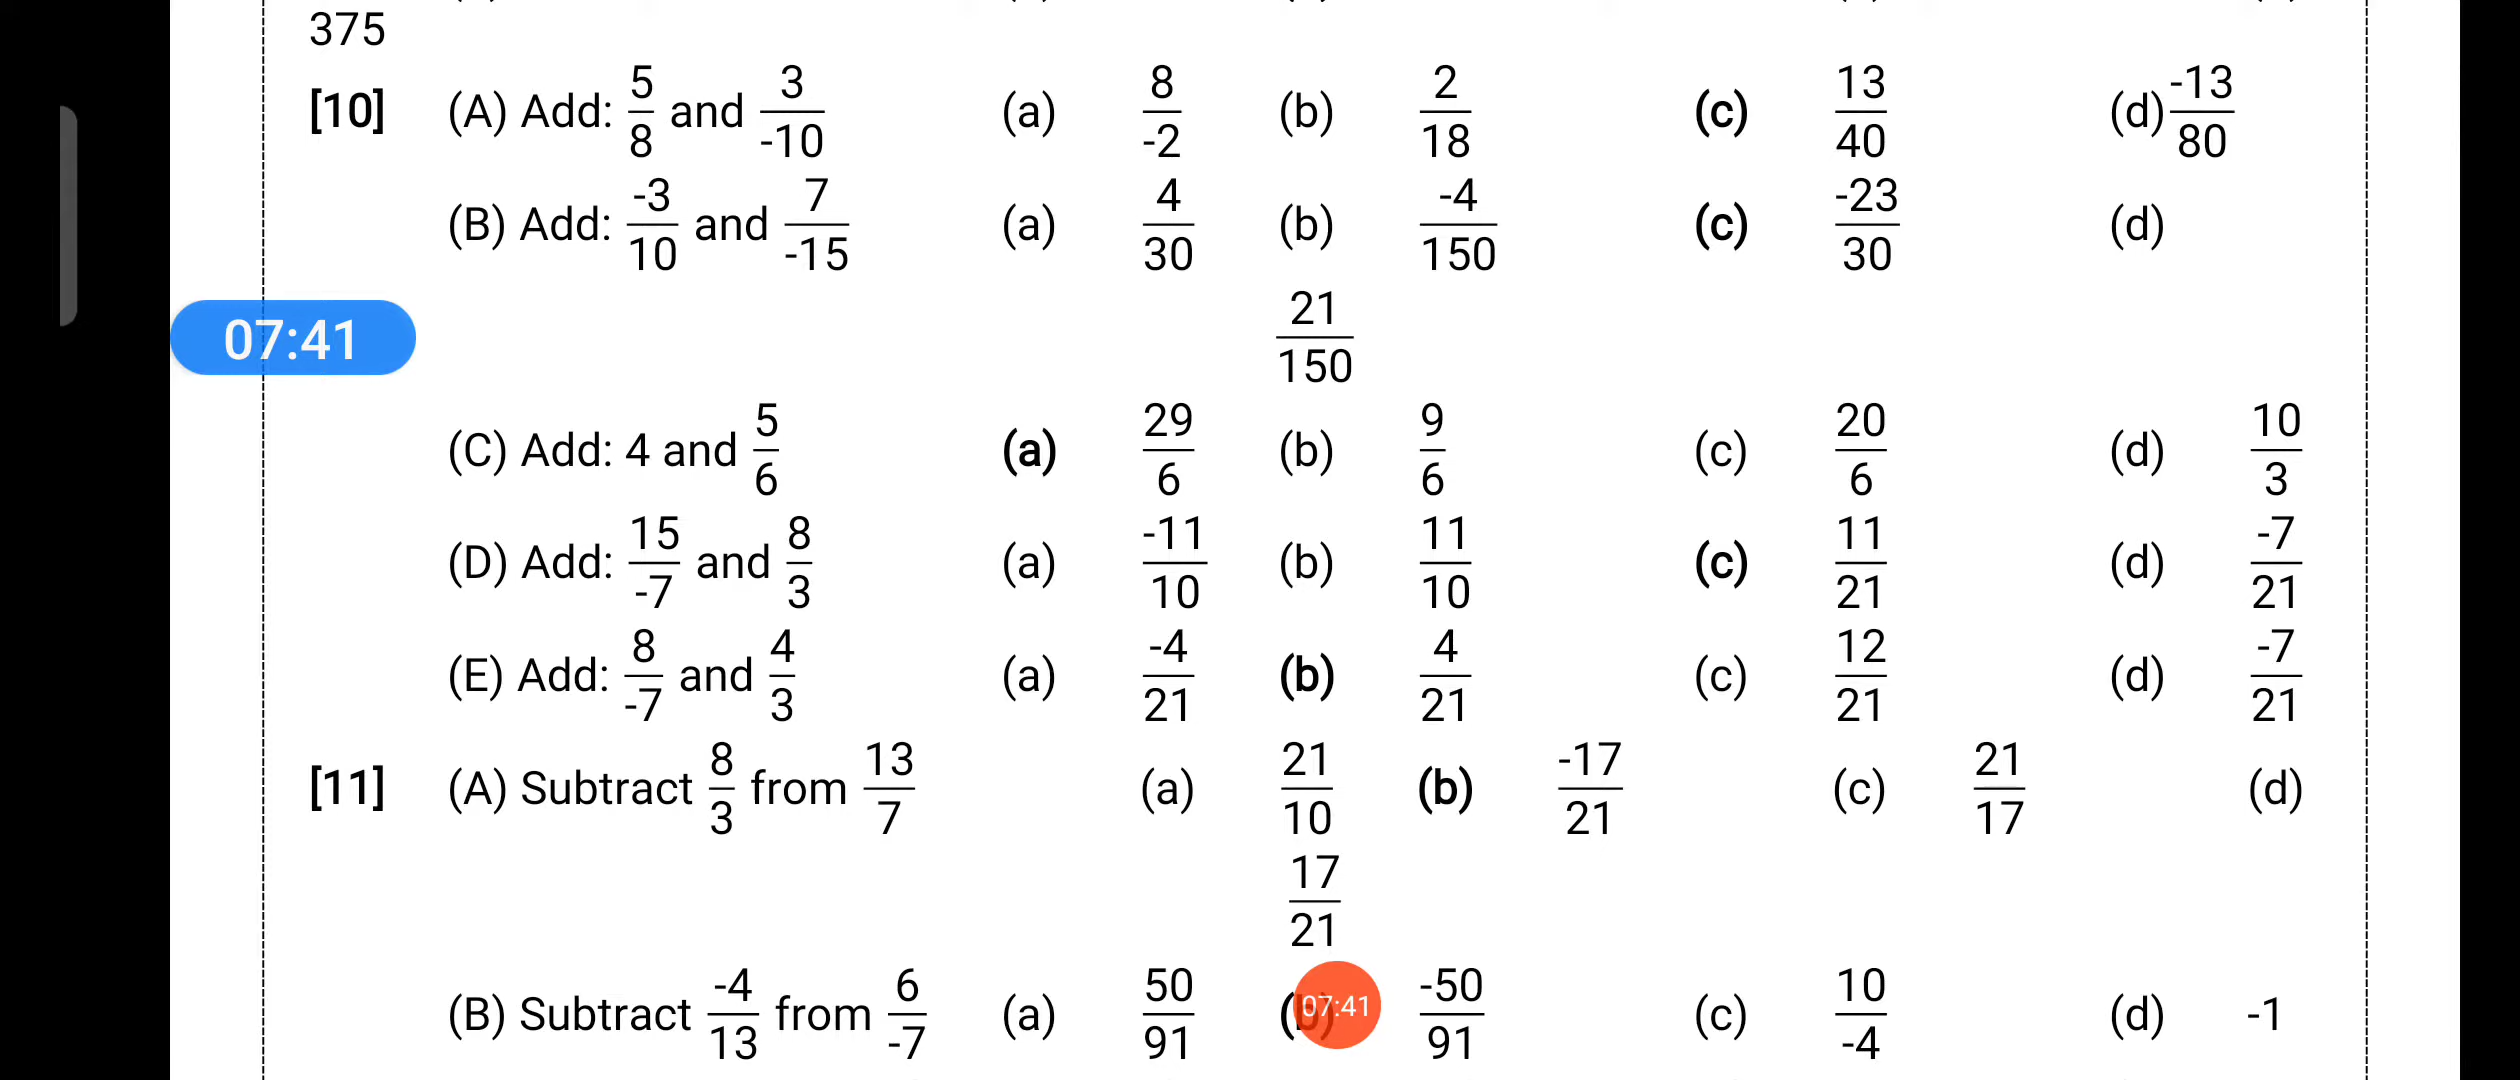 375
[10] (A) Add: 5/8 and 3/-10 (a) 8/-2 (b) 2/18 (c) 13/40 (d) -13/80
(B) Add: -3/10 and 7/-15 (a) 4/30 (b) -4/150 (c) -23/30 (d)
21/150
07:41
(C) Add: 4 and 5/6 (a) 29/6 (b) 9/6 (c) 20/6 (d) 10/3
(D) Add: 15/-7 and 8/3 (a) -11/10 (b) 11/10 (c) 11/21 (d) -7/21
(E) Add: 8/-7 and 4/3 (a) -4/21 (b) 4/21 (c) 12/21 (d) -7/21
[11] (A) Subtract 8/3 from 13/7 (a) 21/10 (b) -17/21 (c) 21/17 (d)
17/21
(B) Subtract -4/13 from 6/-7 (a) 50/91 (b) -50/91 (c) 10/-4 (d) -1
07:41